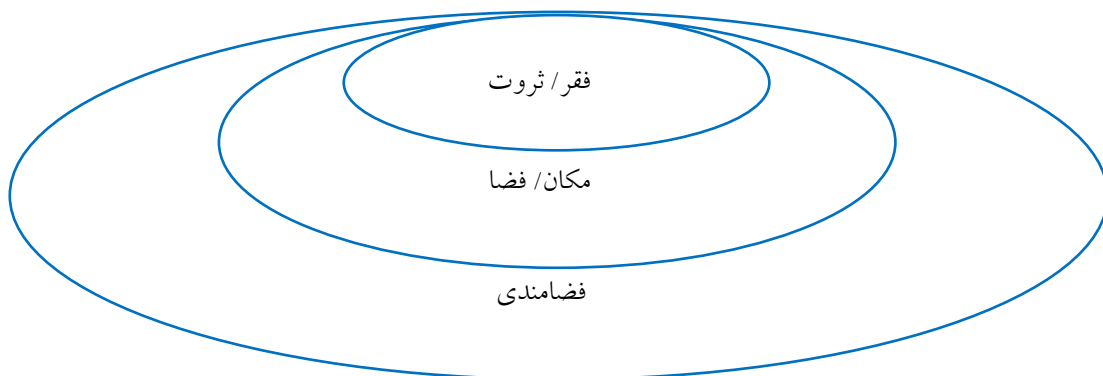 فقر/ ثروت
مکان/ فضا
فضامندی